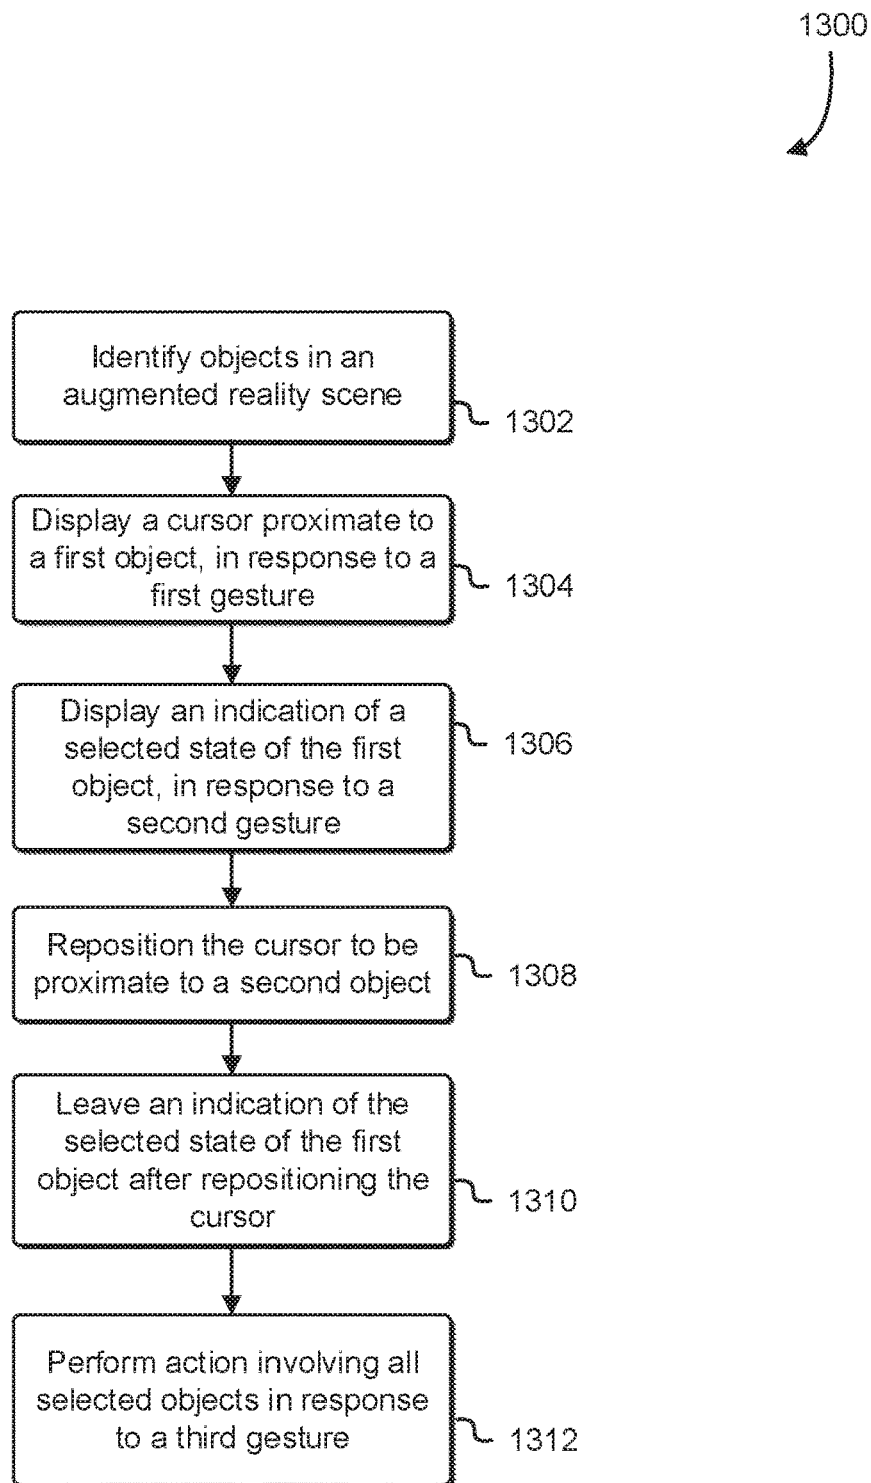 1300
Identify objects in an
augmented reality scene
1302
Display a cursor proximate to
a first object, in response to a
first gesture
1304
Display an indication of a
selected state of the first
object, in response to a
second gesture
1306
Reposition the cursor to be
proximate to a second object
1308
Leave an indication of the
selected state of the first
object after repositioning the
cursor
1310
Perform action involving all
selected objects in response
to a third gesture
1312